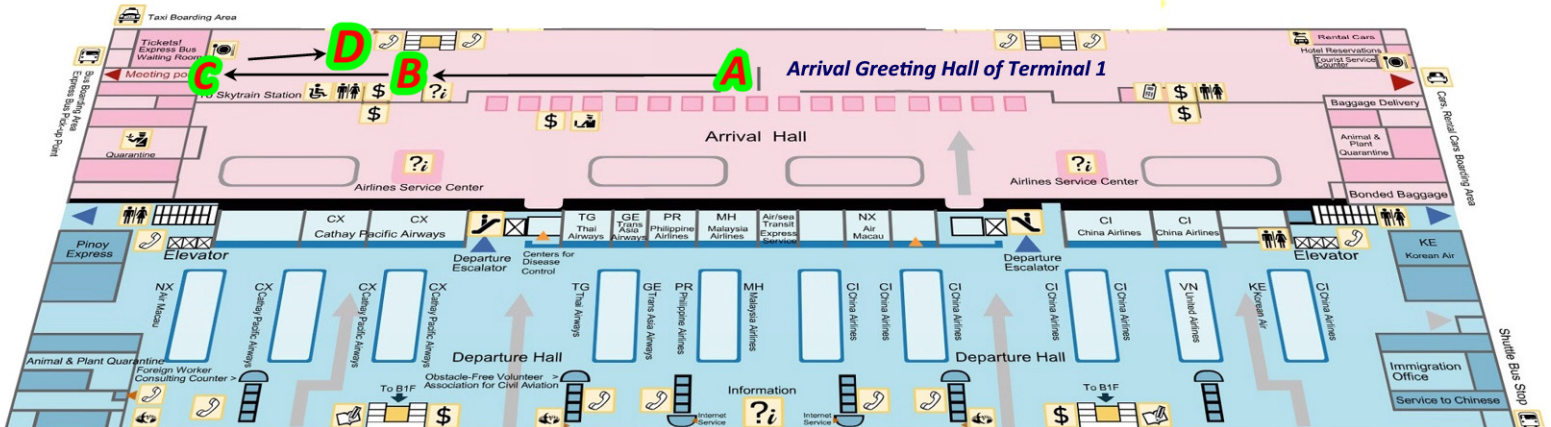 Taxi Boarding Area
Tickets!
Express Bus
Waiting Room
D
Rental Cars
Hotel Reservations
Tourist Service
Counter
Meeting
C
B
A
Arrival Greeting Hall of Terminal 1
Bus Boarding Area
Express Bus Pick-up Point
To Skytrain Station
$
?i
$
$
$
$
Baggage Delivery
Cars, Rental Cars Boarding Area
Arrival Hall
Quarantine
Animal &
Plant
Quarantine
?i
Airlines Service Center
?i
Airlines Service Center
Bonded Baggage
CX
CX
Cathay Pacific Airways
TG
Thai
Airways
GE
Trans
Asia
Airways
PR
Philippine
Airlines
MH
Malaysia
Airlines
Air/sea
Transit
Express
Service
NX
Air
Macau
CI
China Airlines
CI
China Airlines
Pinoy
Express
Elevator
Departure
Escalator
Centers for
Disease
Control
Departure
Escalator
Elevator
KE
Korean Air
NX
Air Macau
CX
Cathay Pacific Airways
CX
Cathay Pacific Airways
CX
Cathay Pacific Airways
TG
Thai Airways
GE
Trans Asia Airways
PR
Philippine Airlines
MH
Malaysia Airlines
CI
China Airlines
CI
China Airlines
CI
China Airlines
CI
China Airlines
CI
China Airlines
VN
United Airlines
KE
Korean Air
CI
China Airlines
Departure Hall
Departure Hall
Shuttle Bus Stop
Animal & Plant Quarantine
Foreign Worker
Consulting Counter >
Obstacle-Free Volunteer >
Association for Civil Aviation
To B1F
$
Information
?i
Internet
Service
Internet
Service
To B1F
$
Immigration
Office
Service to Chinese